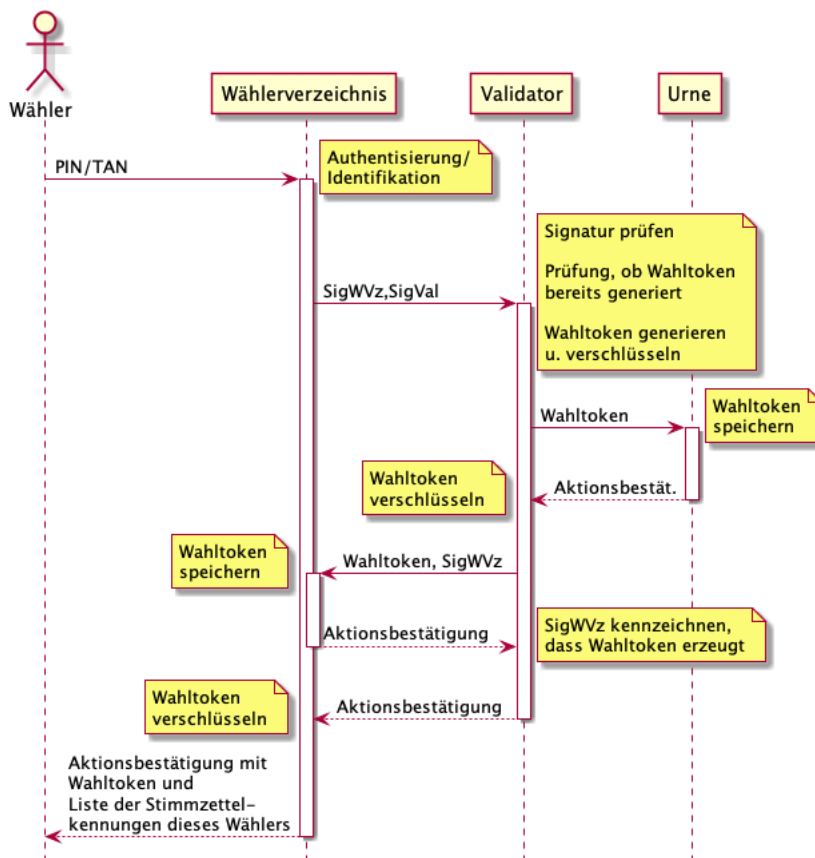 Wähler
Wählerverzeichnis
Validator
Urne
PIN/TAN
Authentisierung/
Identifikation
Signatur prüfen
Prüfung, ob Wahltoken
bereits generiert
Wahltoken generieren
u. verschlüsseln
SigWVz,SigVal
Wahltoken
Wahltoken
speichern
Wahltoken
verschlüsseln
Aktionsbestät.
Wahltoken
speichern
Wahltoken, SigWVz
Aktionsbestätigung
SigWVz kennzeichnen,
dass Wahltoken erzeugt
Wahltoken
verschlüsseln
Aktionsbestätigung
Aktionsbestätigung mit
Wahltoken und
Liste der Stimmzettel-
kennungen dieses Wählers